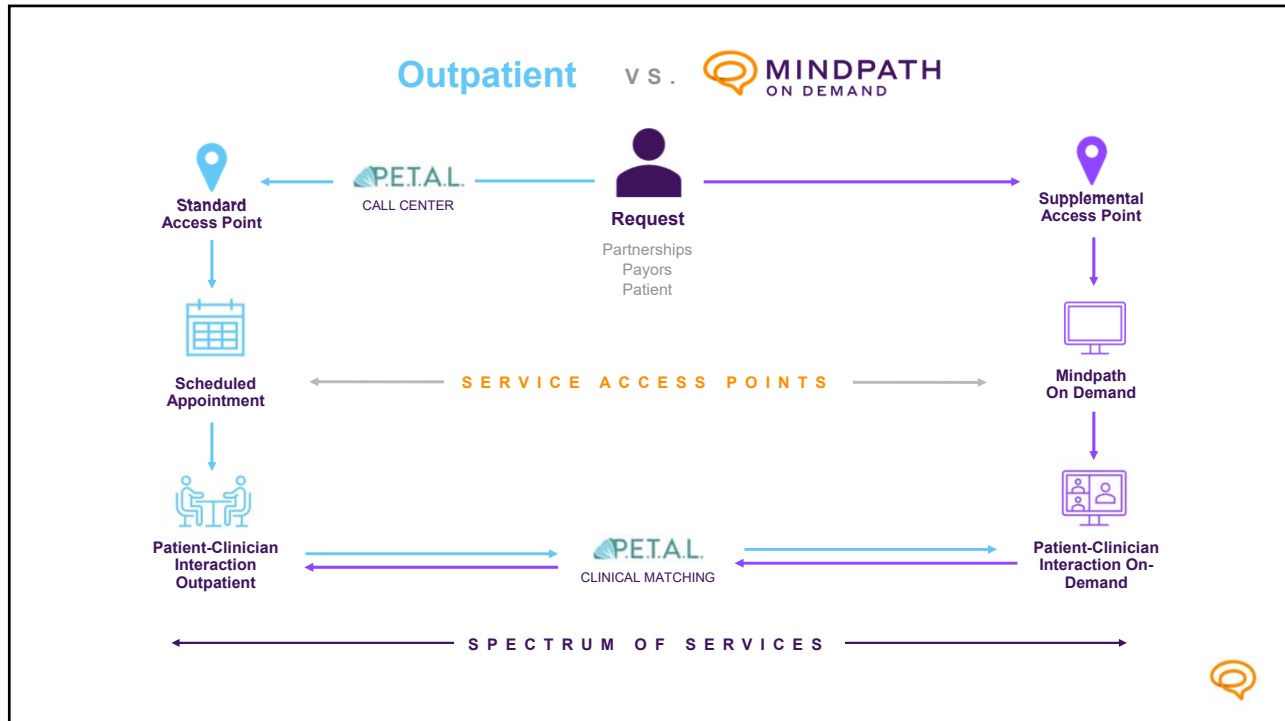 Outpatient VS. MINDPATH
ON DEMAND
P.E.T.A.L.
CALL CENTER
Standard
Access Point
Request
Partnerships
Payors
Patient
Supplemental
Access Point
Scheduled
Appointment
SERVICE ACCESS POINTS
Mindpath
On Demand
Patient-Clinician
Interaction
Outpatient
P.E.T.A.L.
CLINICAL MATCHING
Patient-Clinician
Interaction On-
Demand
SPECTRUM OF SERVICES